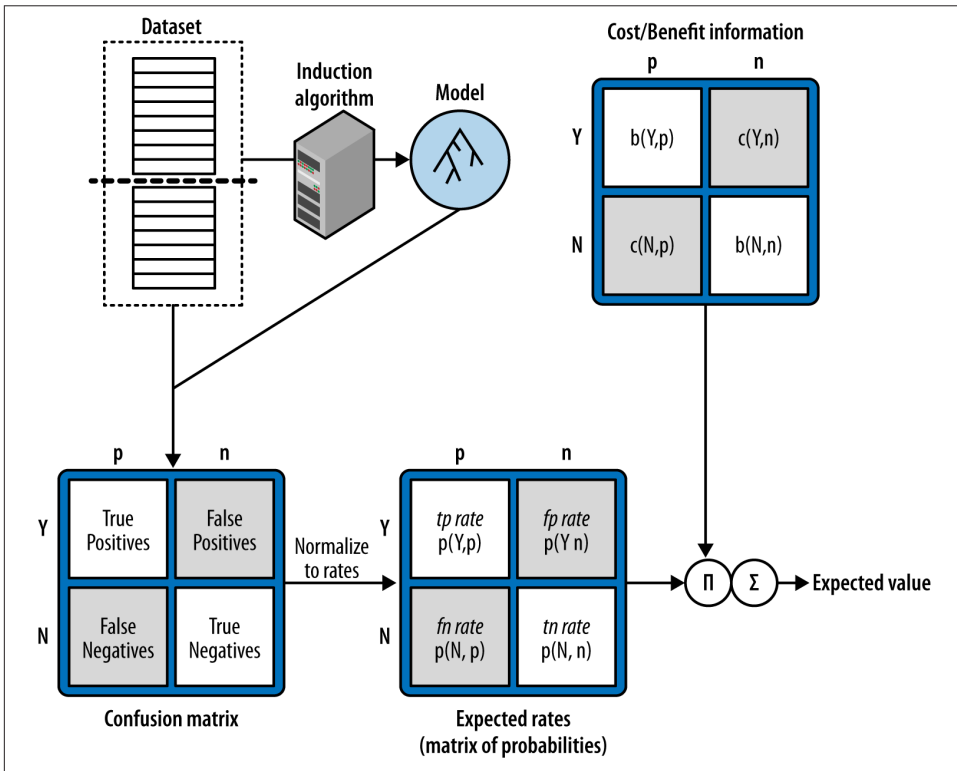 Dataset
Induction
algorithm
Model
Cost/Benefit information
p n
Y b(Y,p) c(Y,n)
N c(N,p) b(N,n)
p n
Y True
Positives
False
Positives
N False
Negatives
True
Negatives
Confusion matrix
Normalize
to rates
p n
Y tp rate
p(Y,p)
fp rate
p(Y n)
N fn rate
p(N, p)
tn rate
p(N, n)
Expected rates
(matrix of probabilities)
Π Σ Expected value